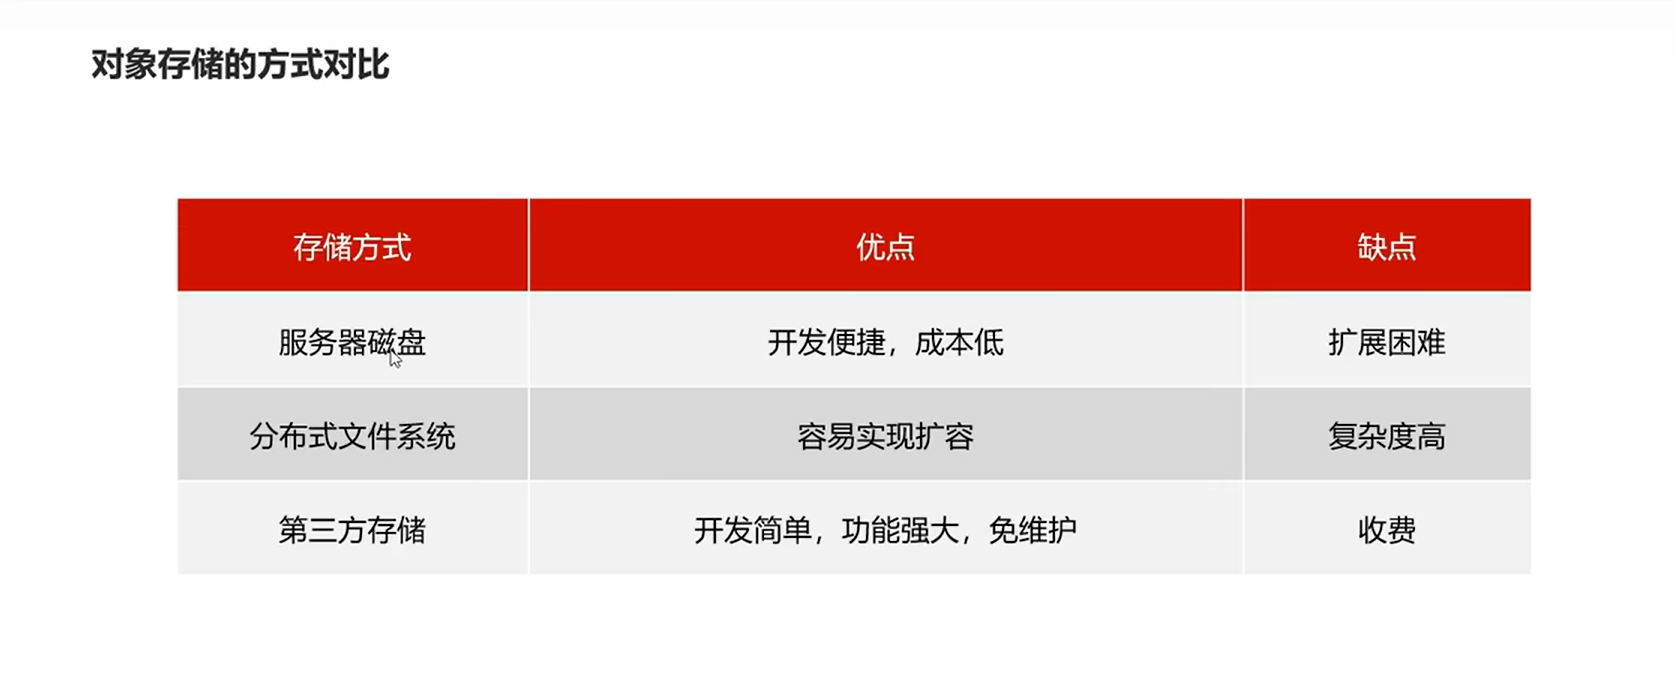 对象存储的方式对比
存储方式 优点 缺点
服务器磁盘 开发便捷，成本低 扩展困难
分布式文件系统 容易实现扩容 复杂度高
第三方存储 开发简单，功能强大，免维护 收费